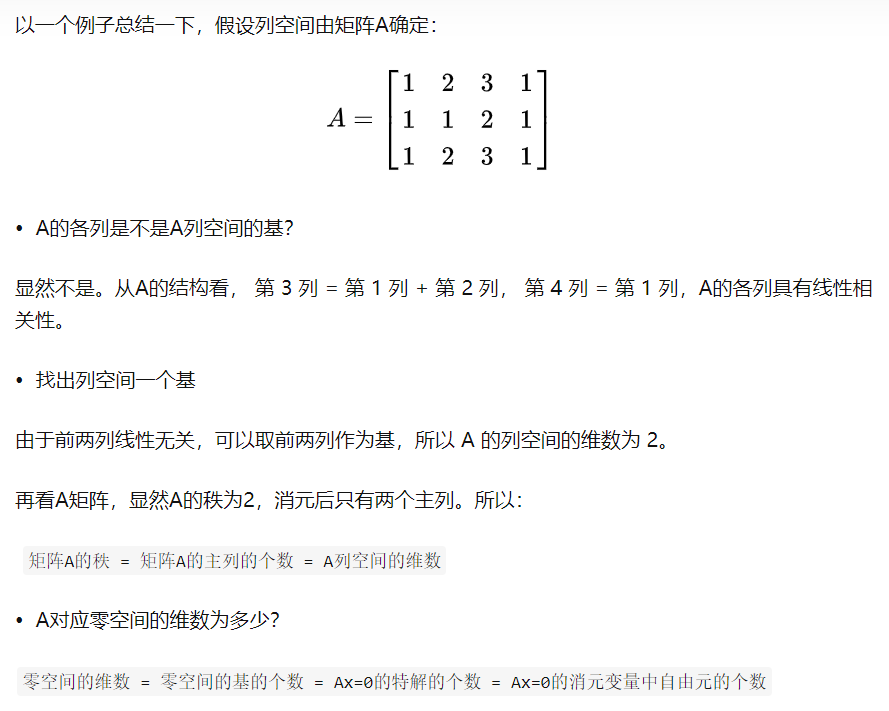 以一个例子总结一下，假设列空间由矩阵A确定：
A = [1 2 3 1
1 1 2 1
1 2 3 1]
• A的各列是不是A列空间的基？
显然不是。从A的结构看， 第 3 列 = 第 1 列 + 第 2 列， 第 4 列 = 第 1 列，A的各列具有线性相
关性。
• 找出列空间一个基
由于前两列线性无关，可以取前两列作为基，所以 A 的列空间的维数为 2。
再看A矩阵，显然A的秩为2，消元后只有两个主列。所以：
矩阵A的秩 = 矩阵A的主列的个数 = A列空间的维数
• A对应零空间的维数为多少？
零空间的维数 = 零空间的基的个数 = Ax=0的特解的个数 = Ax=0的消元变量中自由元的个数